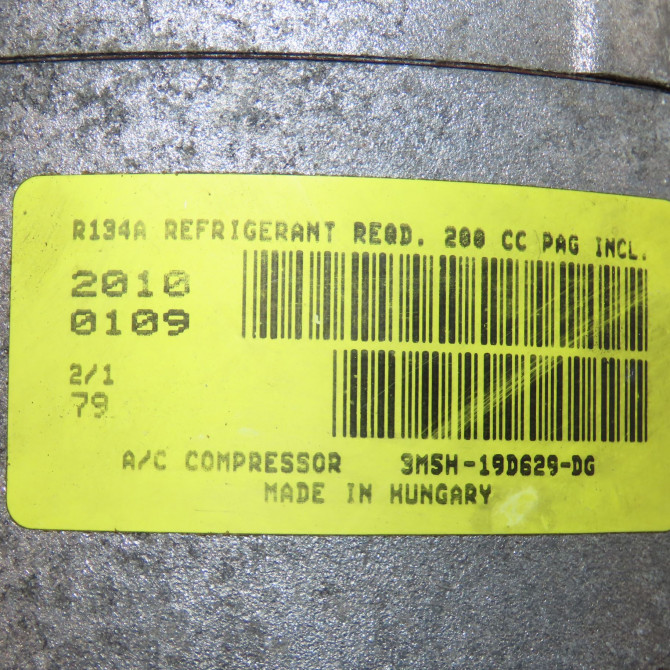 R134A REFRIGERANT REQD. 200 CC PAG INCL.
2010
0109
2/1
79
A/C COMPRESSOR 3M5H-19D629-DG
MADE IN HUNGARY